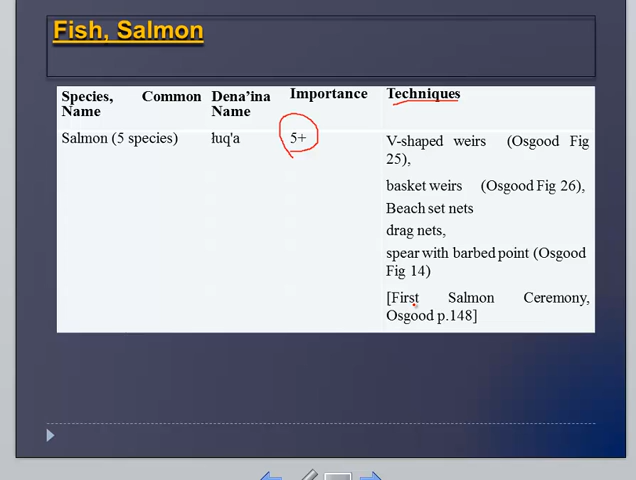 Fish, Salmon
Species, Common Name
Dena’ina Name
Importance
Techniques
Salmon (5 species)
łuq'a
5+
V-shaped weirs (Osgood Fig 25),
basket weirs (Osgood Fig 26),
Beach set nets
drag nets,
spear with barbed point (Osgood Fig 14)
[First Salmon Ceremony, Osgood p.148]